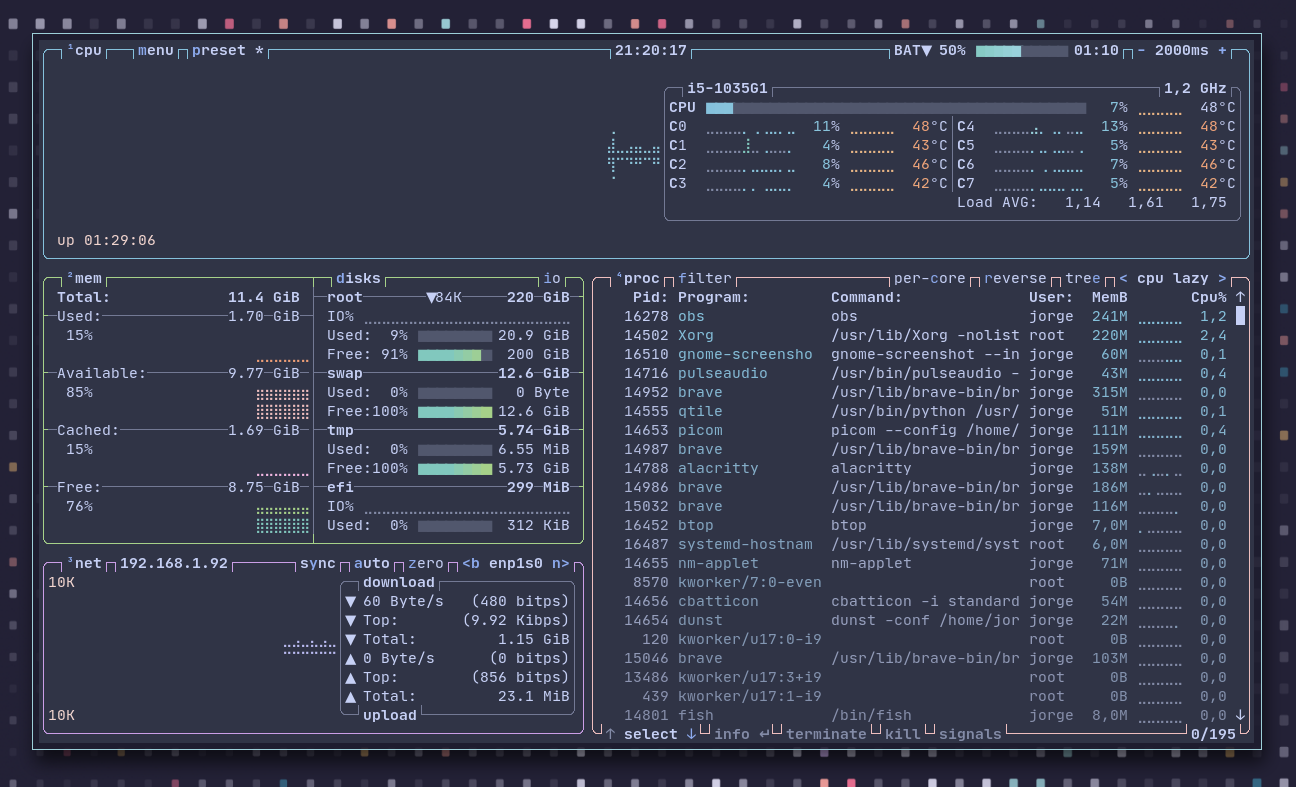 ¹cpu menu preset * 21:20:17 BAT▼ 50% 01:10 - 2000ms +
i5-1035G1 1,2 GHz
CPU 7% 48°C
C0 11% 48°C C4 13% 48°C
C1 4% 43°C C5 5% 43°C
C2 8% 46°C C6 7% 46°C
C3 4% 42°C C7 5% 42°C
Load AVG: 1,14 1,61 1,75
up 01:29:06
²mem
Total: 11.4 GiB
Used: 1.70 GiB
15%
Available: 9.77 GiB
85%
Cached: 1.69 GiB
15%
Free: 8.75 GiB
76%
disks io
root ▼84K 220 GiB
IO%
Used: 9% 20.9 GiB
Free: 91% 200 GiB
swap 12.6 GiB
Used: 0% 0 Byte
Free:100% 12.6 GiB
tmp 5.74 GiB
Used: 0% 6.55 MiB
Free:100% 5.73 GiB
efi 299 MiB
IO%
Used: 0% 312 KiB
³net 192.168.1.92 sync auto zero <b enp1s0 n>
10K
download
▼ 60 Byte/s (480 bitps)
▼ Top: (9.92 Kibps)
▼ Total: 1.15 GiB
▲ 0 Byte/s (0 bitps)
▲ Top: (856 bitps)
▲ Total: 23.1 MiB
10K
upload
⁴proc filter per-core reverse tree < cpu lazy >
Pid: Program: Command: User: MemB Cpu% ↑
16278 obs obs jorge 241M 1,2
14502 Xorg /usr/lib/Xorg -nolist root 220M 2,4
16510 gnome-screensho gnome-screenshot --in jorge 60M 0,1
14716 pulseaudio /usr/bin/pulseaudio - jorge 43M 0,4
14952 brave /usr/lib/brave-bin/br jorge 315M 0,0
14555 qtile /usr/bin/python /usr/ jorge 51M 0,1
14653 picom picom --config /home/ jorge 111M 0,4
14987 brave /usr/lib/brave-bin/br jorge 159M 0,0
14788 alacritty alacritty jorge 138M 0,0
14986 brave /usr/lib/brave-bin/br jorge 186M 0,0
15032 brave /usr/lib/brave-bin/br jorge 116M 0,0
16452 btop btop jorge 7,0M 0,0
16487 systemd-hostnam /usr/lib/systemd/syst root 6,0M 0,0
14655 nm-applet nm-applet jorge 71M 0,0
8570 kworker/7:0-even root 0B 0,0
14656 cbatticon cbatticon -i standard jorge 54M 0,0
14654 dunst dunst -conf /home/jor jorge 22M 0,0
120 kworker/u17:0-i9 root 0B 0,0
15046 brave /usr/lib/brave-bin/br jorge 103M 0,0
13486 kworker/u17:3+i9 root 0B 0,0
439 kworker/u17:1-i9 root 0B 0,0
14801 fish /bin/fish jorge 8,0M 0,0 ↓
↑ select ↓ info ↵ terminate kill signals 0/195